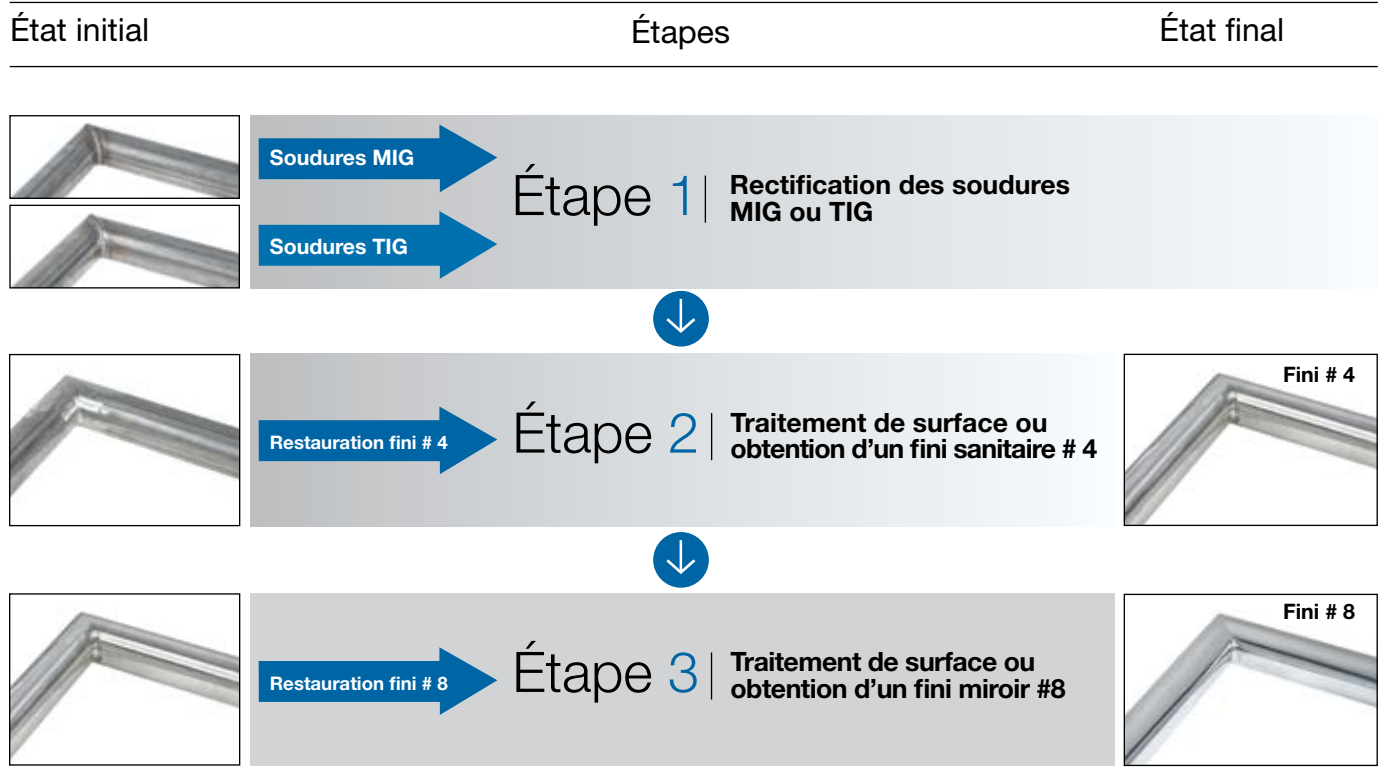 État initial
Étapes
État final
Soudures MIG
Soudures TIG
Étape 1
Rectification des soudures
MIG ou TIG
Restauration fini # 4
Étape 2
Traitement de surface ou
obtention d’un fini sanitaire # 4
Fini # 4
Restauration fini # 8
Étape 3
Traitement de surface ou
obtention d’un fini miroir #8
Fini # 8